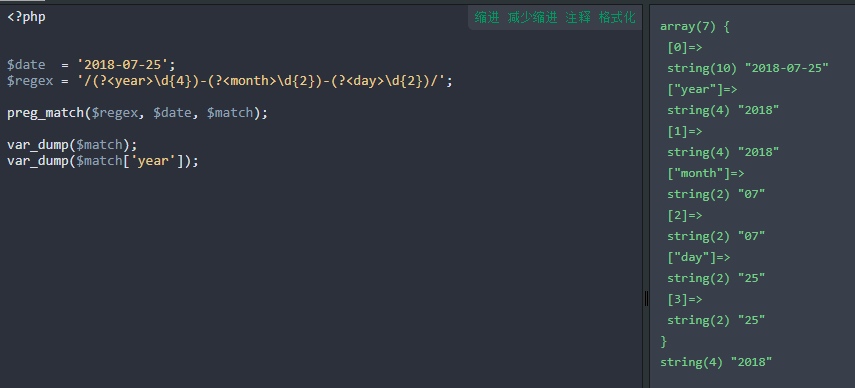 <?php
缩进 减少缩进 注释 格式化
$date  = '2018-07-25';
$regex = '/(?<year>\d{4})-(?<month>\d{2})-(?<day>\d{2})/';
preg_match($regex, $date, $match);
var_dump($match);
var_dump($match['year']);
array(7) {
[0]=>
string(10) "2018-07-25"
["year"]=>
string(4) "2018"
[1]=>
string(4) "2018"
["month"]=>
string(2) "07"
[2]=>
string(2) "07"
["day"]=>
string(2) "25"
[3]=>
string(2) "25"
}
string(4) "2018"